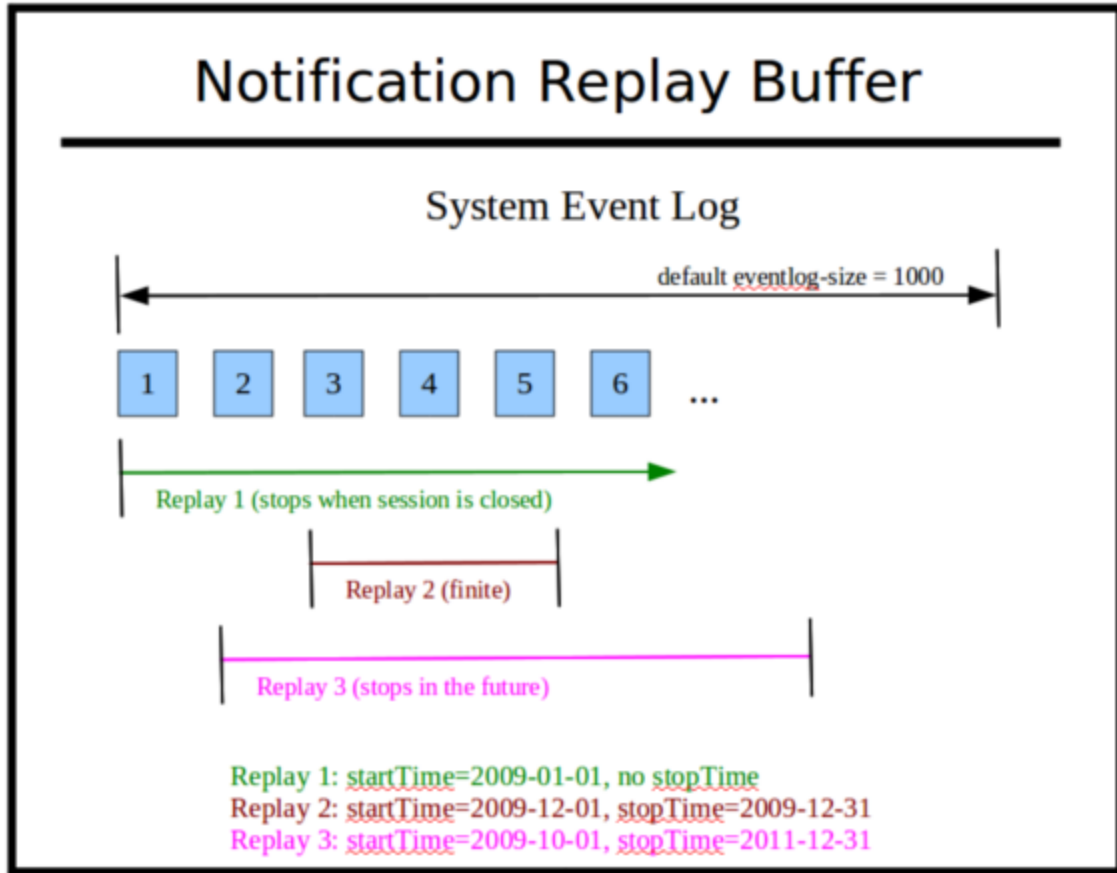 Notification Replay Buffer
System Event Log
default eventlog-size = 1000
1 2 3 4 5 6 ...
Replay 1 (stops when session is closed)
Replay 2 (finite)
Replay 3 (stops in the future)
Replay 1: startTime=2009-01-01, no stopTime
Replay 2: startTime=2009-12-01, stopTime=2009-12-31
Replay 3: startTime=2009-10-01, stopTime=2011-12-31